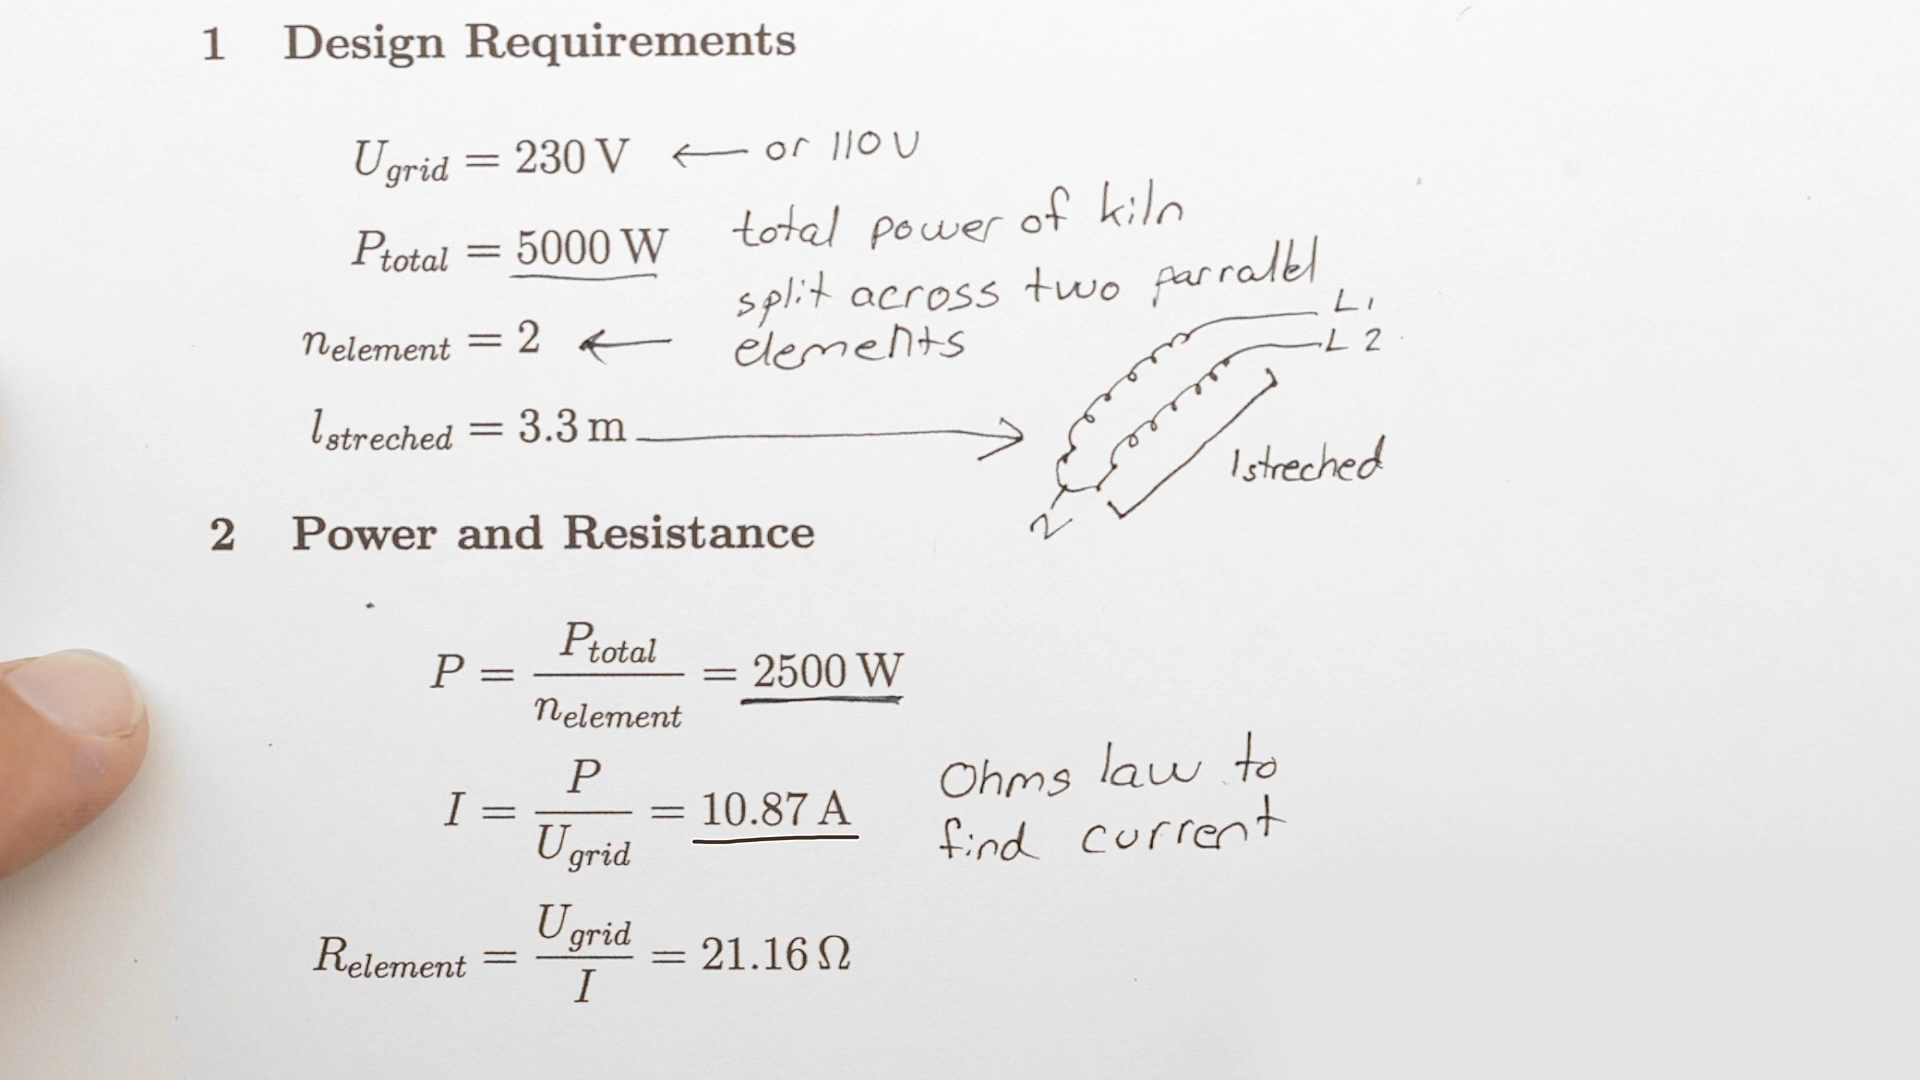 1 Design Requirements
U_grid = 230 V ← or 110 V
P_total = 5000 W total power of kiln
split across two parrallel
n_element = 2 ← elements
L1
L2
l_streched = 3.3 m
l streched
2
2 Power and Resistance
P = P_total / n_element = 2500 W
I = P / U_grid = 10.87 A
Ohms law to
find current
R_element = U_grid / I = 21.16 Ω